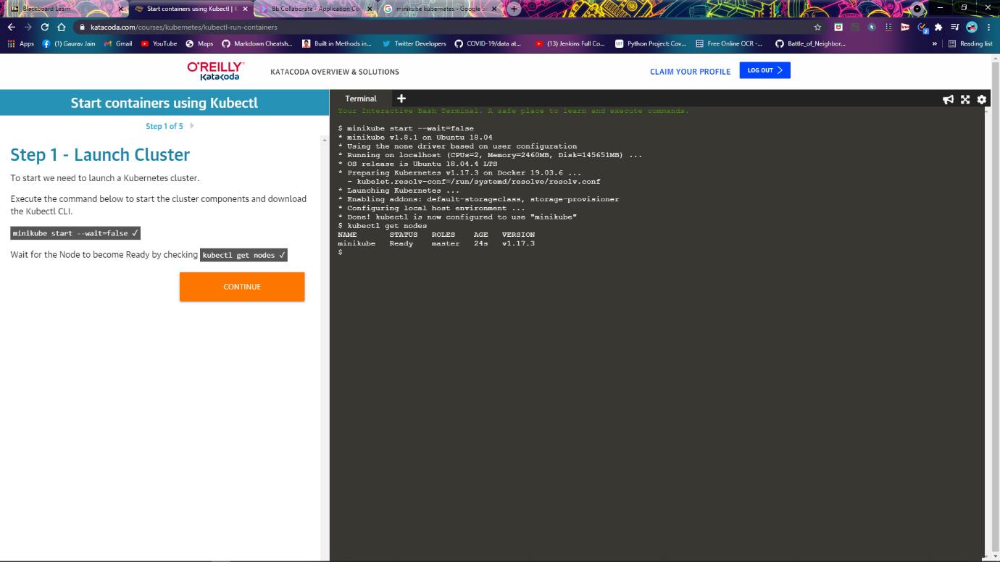 Blackboard Learn
Start containers using Kubectl | K
Bb Collaborate - Application Co
minikube kubernetes - Google S
katacoda.com/courses/kubernetes/kubectl-run-containers
Apps (1) Gaurav Jain Gmail YouTube Maps Markdown Cheatsh... Built in Methods in... Twitter Developers COVID-19/data at... (13) Jenkins Full Co... Python Project: Cov... Free Online OCR -... Battle_of_Neighbor... » Reading list
O'REILLY
Katacoda
KATACODA OVERVIEW & SOLUTIONS
CLAIM YOUR PROFILE
LOG OUT
Start containers using Kubectl
Step 1 of 5
Step 1 - Launch Cluster
To start we need to launch a Kubernetes cluster.
Execute the command below to start the cluster components and download
the Kubectl CLI.
minikube start --wait=false ✓
Wait for the Node to become Ready by checking kubectl get nodes ✓
CONTINUE
Terminal
Your Interactive Bash Terminal. A safe place to learn and execute commands.
$ minikube start --wait=false
* minikube v1.8.1 on Ubuntu 18.04
* Using the none driver based on user configuration
* Running on localhost (CPUs=2, Memory=2460MB, Disk=145651MB) ...
* OS release is Ubuntu 18.04.4 LTS
* Preparing Kubernetes v1.17.3 on Docker 19.03.6 ...
- kubelet.resolv-conf=/run/systemd/resolve/resolv.conf
* Launching Kubernetes ...
* Enabling addons: default-storageclass, storage-provisioner
* Configuring local host environment ...
* Done! kubectl is now configured to use "minikube"
$ kubectl get nodes
NAME STATUS ROLES AGE VERSION
minikube Ready master 24s v1.17.3
$